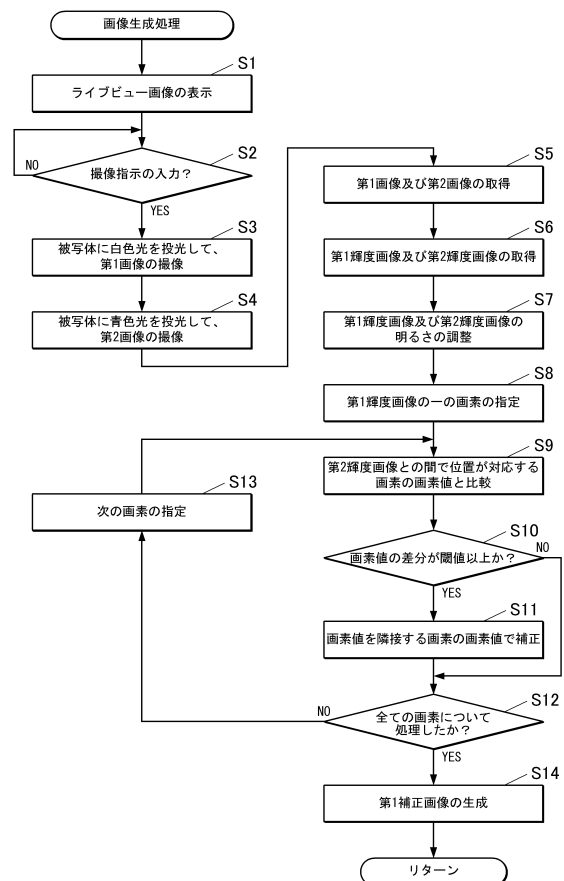 画像生成処理
S1
ライブビュー画像の表示
S2
撮像指示の入力？
NO
YES
S3
被写体に白色光を投光して、
第1画像の撮像
S4
被写体に青色光を投光して、
第2画像の撮像
S5
第1画像及び第2画像の取得
S6
第1輝度画像及び第2輝度画像の取得
S7
第1輝度画像及び第2輝度画像の
明るさの調整
S8
第1輝度画像の一の画素の指定
S9
第2輝度画像との間で位置が対応する
画素の画素値と比較
S10
画素値の差分が閾値以上か？
NO
YES
S11
画素値を隣接する画素の画素値で補正
S12
全ての画素について
処理したか？
NO
YES
S13
次の画素の指定
S14
第1補正画像の生成
リターン